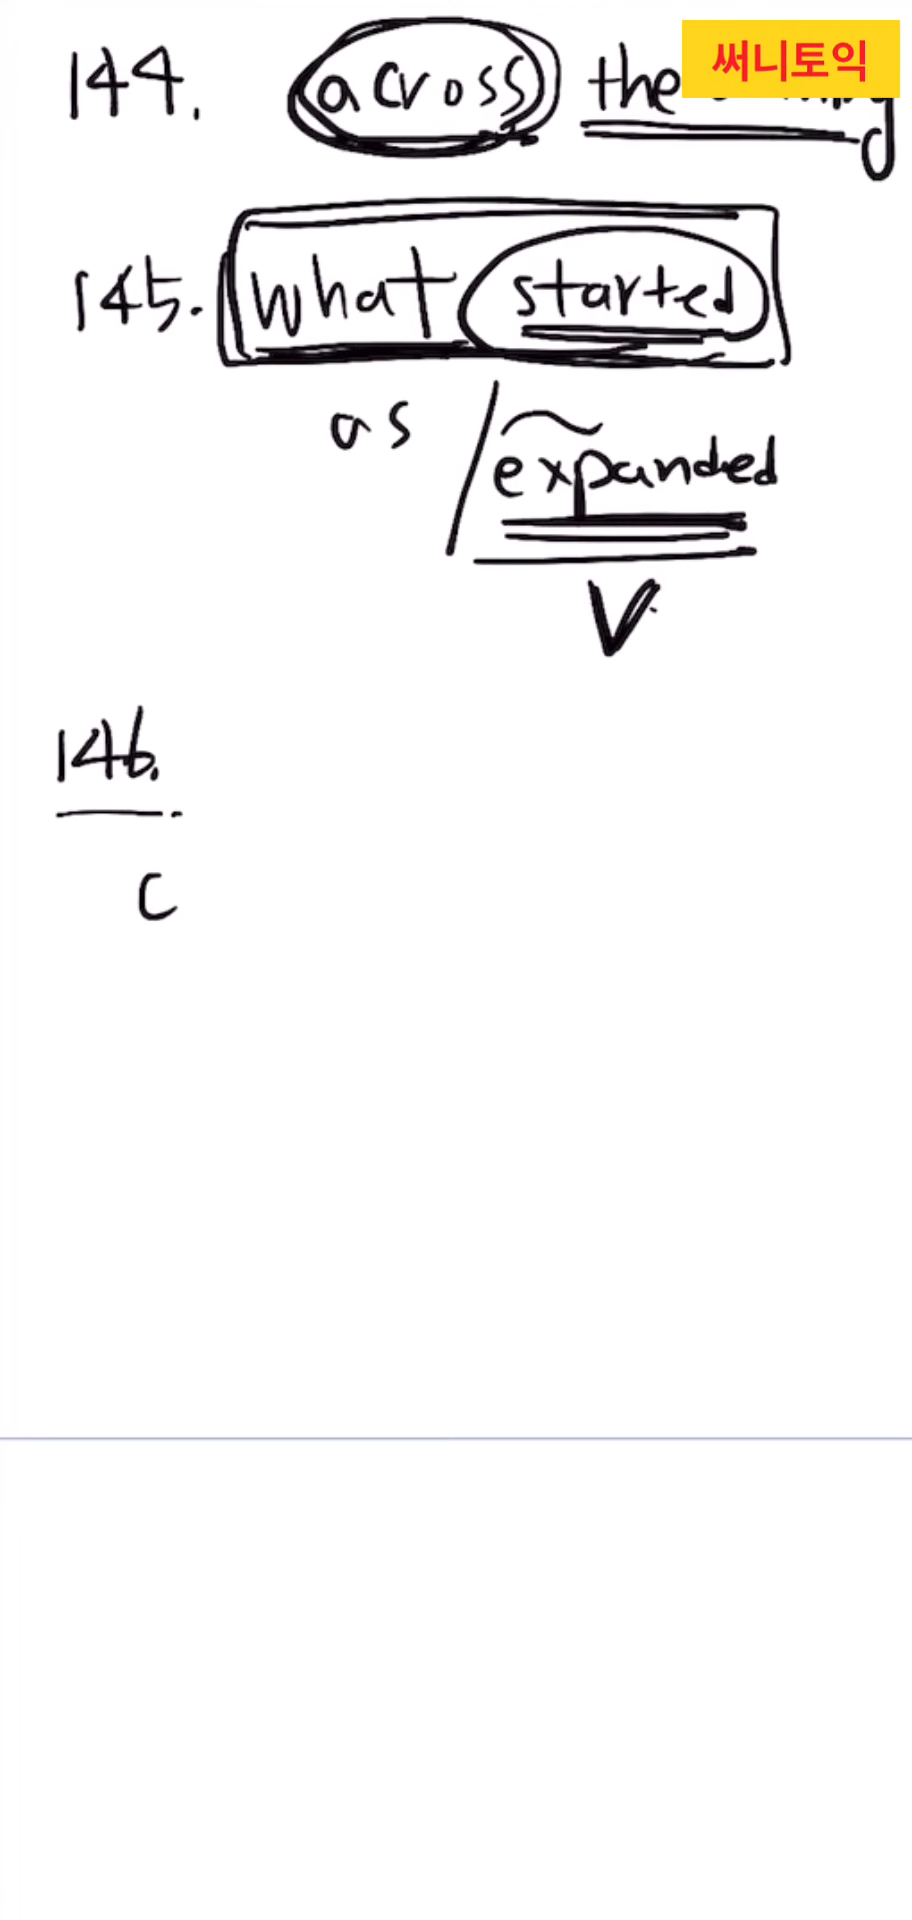 144. across the
써니토익
145. what started
as / expanded
V
146.
C